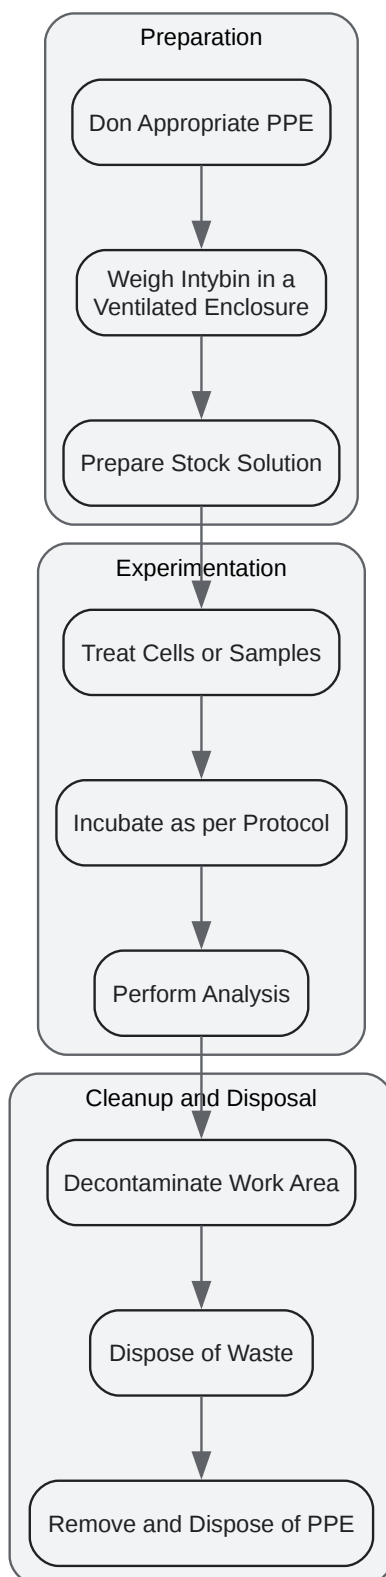 Preparation
Don Appropriate PPE
Weigh Intybin in a
Ventilated Enclosure
Prepare Stock Solution
Experimentation
Treat Cells or Samples
Incubate as per Protocol
Perform Analysis
Cleanup and Disposal
Decontaminate Work Area
Dispose of Waste
Remove and Dispose of PPE